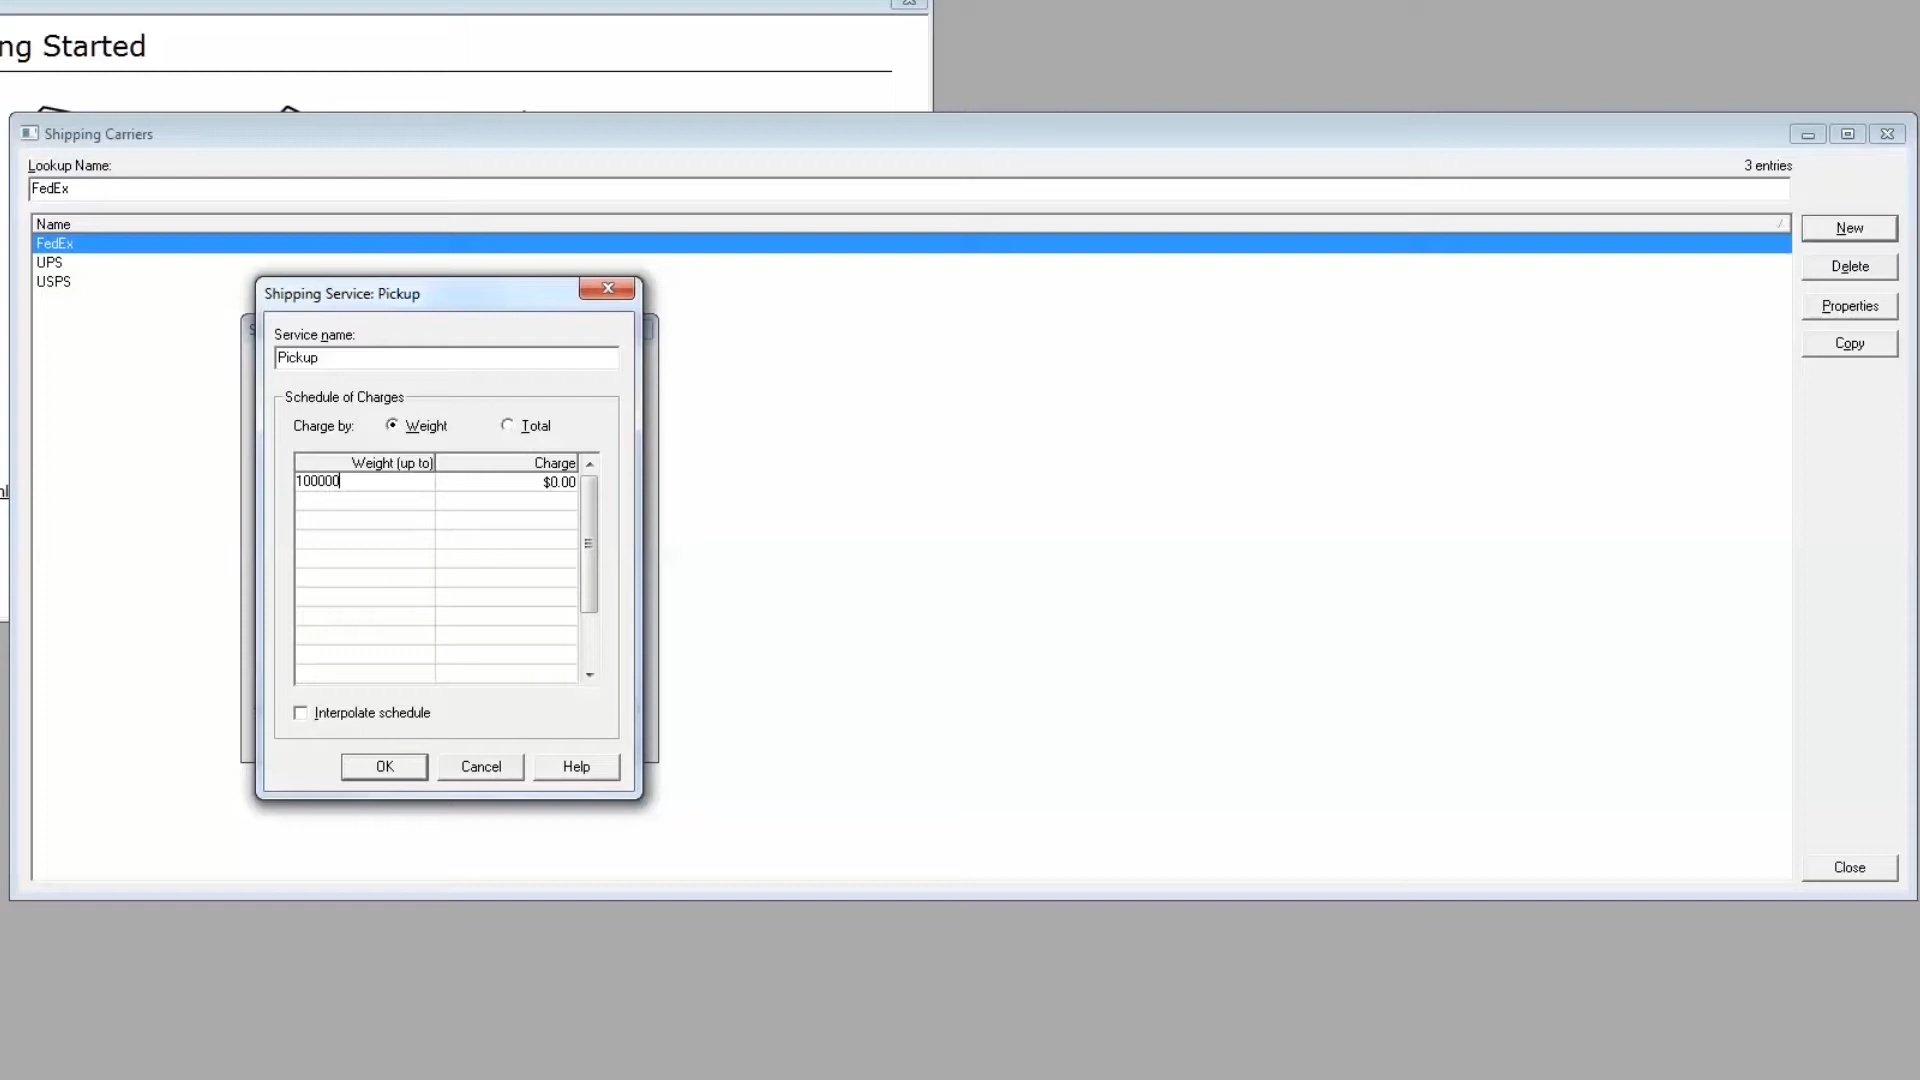 ng Started
Shipping Carriers
Lookup Name:
3 entries
FedEx
Name
FedEx
UPS
USPS
New
Delete
Properties
Copy
Close
Shipping Service: Pickup
Service name:
Pickup
Schedule of Charges
Charge by:
Weight
Total
Weight (up to)
Charge
100000
$0.00
Interpolate schedule
OK
Cancel
Help